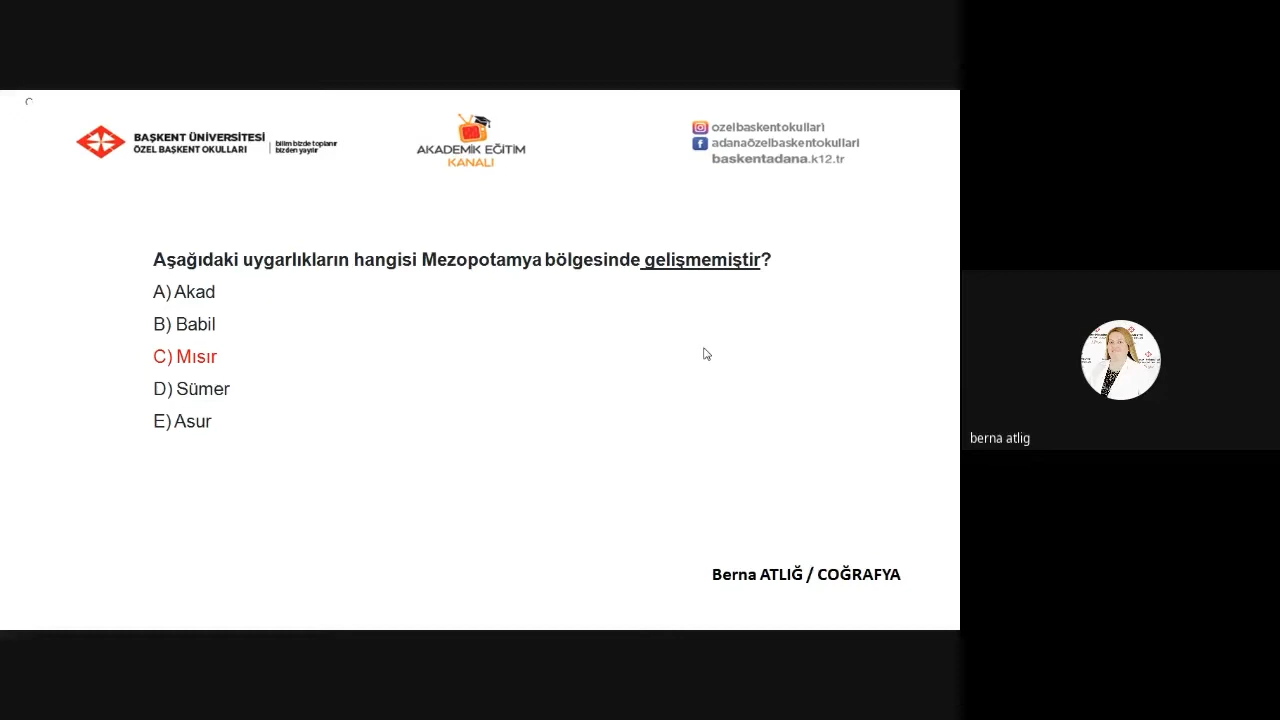 BAŞKENT ÜNİVERSİTESİ
ÖZEL BAŞKENT OKULLARI
bilim bizde toplanır
bizden yayılır
AKADEMİK EĞİTİM
KANALI
ozelbaskentokullari
adanaözelbaskentokullari
baskentadana.k12.tr
Aşağıdaki uygarlıkların hangisi Mezopotamya bölgesinde gelişmemiştir?
A) Akad
B) Babil
C) Mısır
D) Sümer
E) Asur
Berna ATLIĞ / COĞRAFYA
berna atlig